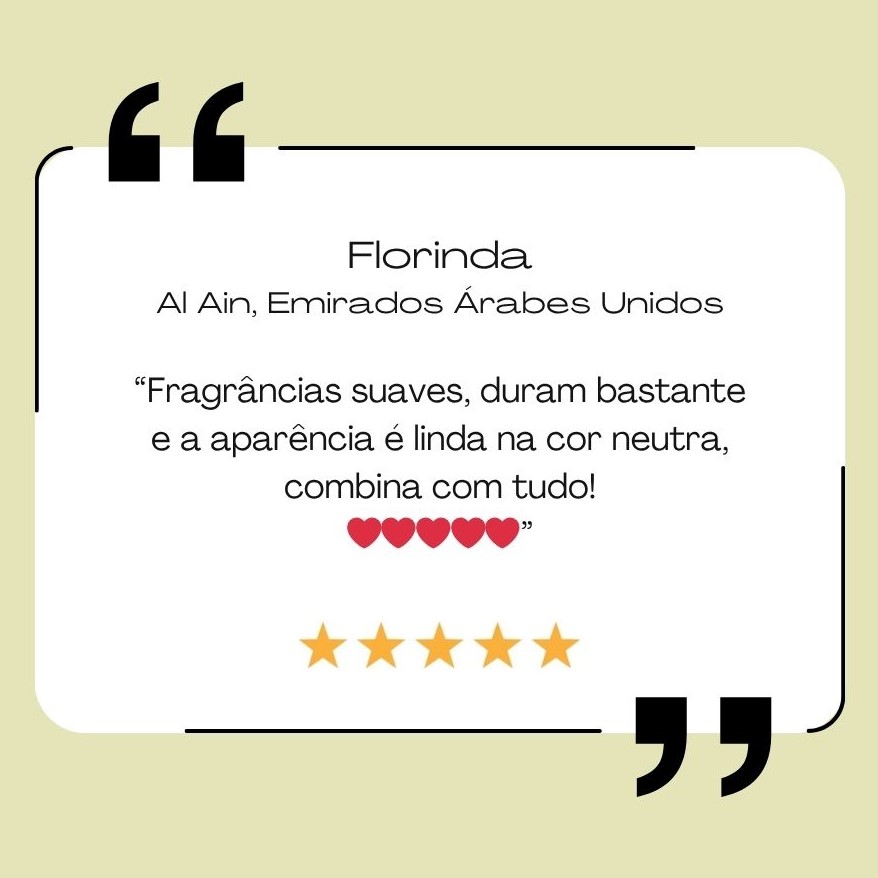 Florinda
Al Ain, Emirados Árabes Unidos
“Fragrâncias suaves, duram bastante
e a aparência é linda na cor neutra,
combina com tudo!
❤❤❤❤❤”